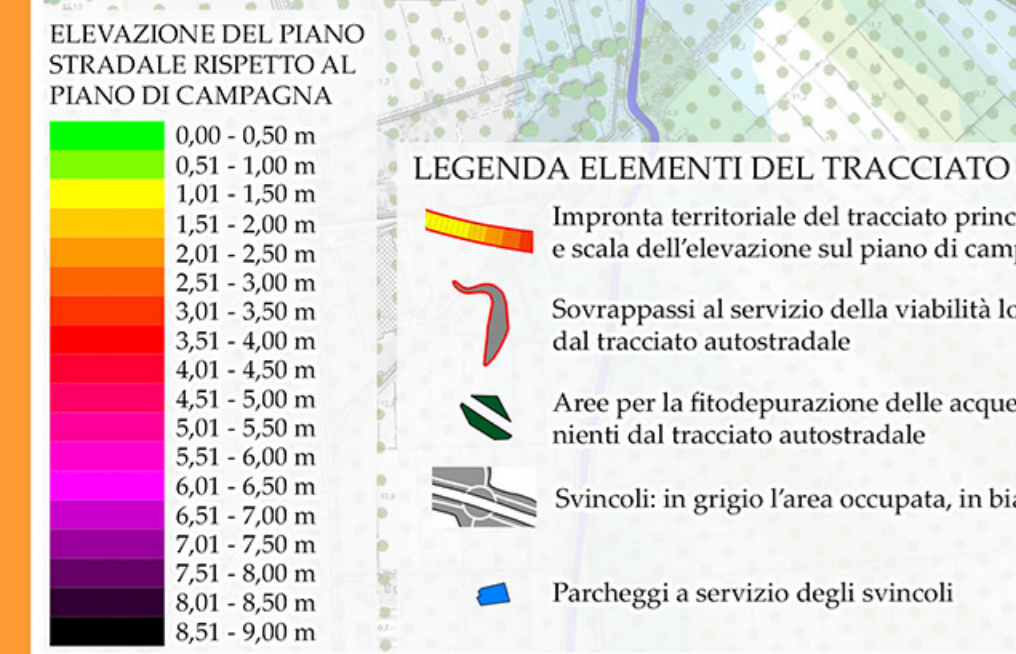 ELEVAZIONE DEL PIANO
STRADALE RISPETTO AL
PIANO DI CAMPAGNA
0,00 - 0,50 m
0,51 - 1,00 m
1,01 - 1,50 m
1,51 - 2,00 m
2,01 - 2,50 m
2,51 - 3,00 m
3,01 - 3,50 m
3,51 - 4,00 m
4,01 - 4,50 m
4,51 - 5,00 m
5,01 - 5,50 m
5,51 - 6,00 m
6,01 - 6,50 m
6,51 - 7,00 m
7,01 - 7,50 m
7,51 - 8,00 m
8,01 - 8,50 m
8,51 - 9,00 m
LEGENDA ELEMENTI DEL TRACCIATO
Impronta territoriale del tracciato princ
e scala dell'elevazione sul piano di camp
Sovrappassi al servizio della viabilità lo
dal tracciato autostradale
Aree per la fitodepurazione delle acque
nienti dal tracciato autostradale
Svincoli: in grigio l'area occupata, in bia
Parcheggi a servizio degli svincoli